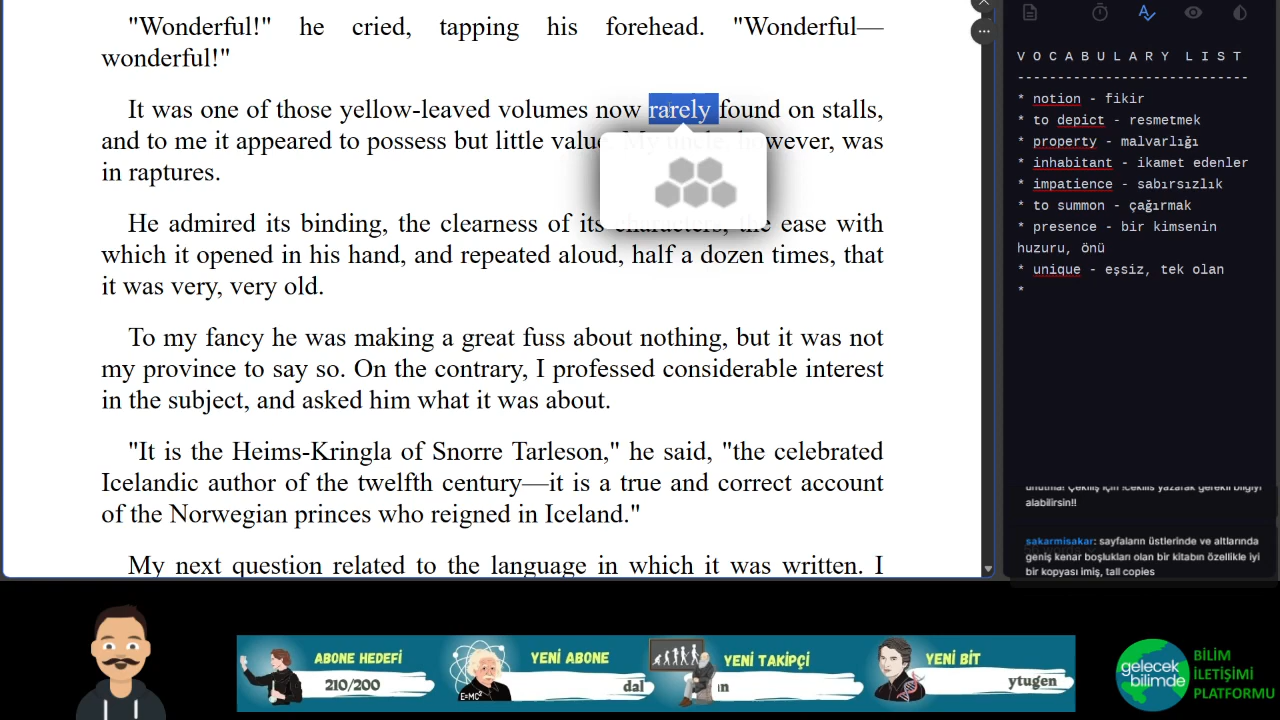 "Wonderful!" he cried, tapping his forehead. "Wonderful—
wonderful!"
It was one of those yellow-leaved volumes now rarely found on stalls,
and to me it appeared to possess but little value. My uncle, however, was
in raptures.
He admired its binding, the clearness of its characters, the ease with
which it opened in his hand, and repeated aloud, half a dozen times, that
it was very, very old.
To my fancy he was making a great fuss about nothing, but it was not
my province to say so. On the contrary, I professed considerable interest
in the subject, and asked him what it was about.
"It is the Heims-Kringla of Snorre Tarleson," he said, "the celebrated
Icelandic author of the twelfth century—it is a true and correct account
of the Norwegian princes who reigned in Iceland."
My next question related to the language in which it was written. I
VOCABULARY LIST
-----------------------------
* notion - fikir
* to depict - resmetmek
* property - malvarlığı
* inhabitant - ikamet edenler
* impatience - sabırsızlık
* to summon - çağırmak
* presence - bir kimsenin
huzuru, önü
* unique - eşsiz, tek olan
*
unutma! Çekiliş için !cekilis yazarak gerekli bilgiyi
alabilirsin!!
sakarmisakar: sayfaların üstlerinde ve altlarında
geniş kenar boşlukları olan bir kitabın özellikle iyi
bir kopyası imiş, tall copies
ABONE HEDEFİ
210/200
E=MC²
YENİ ABONE
dal
YENİ TAKİPÇİ
ın
YENİ BİT
ytugen
gelecek
bilimde
BİLİM
İLETİŞİMİ
PLATFORMU